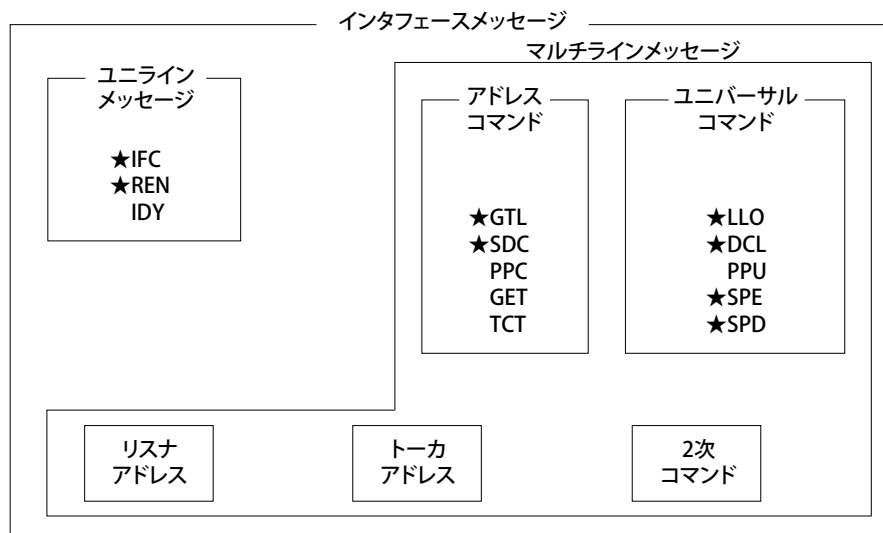 インタフェースメッセージ
マルチラインメッセージ
ユニライン
メッセージ
★IFC
★REN
IDY
アドレス
コマンド
★GTL
★SDC
PPC
GET
TCT
ユニバーサル
コマンド
★LLO
★DCL
PPU
★SPE
★SPD
リスナ
アドレス
トーカ
アドレス
2次
コマンド